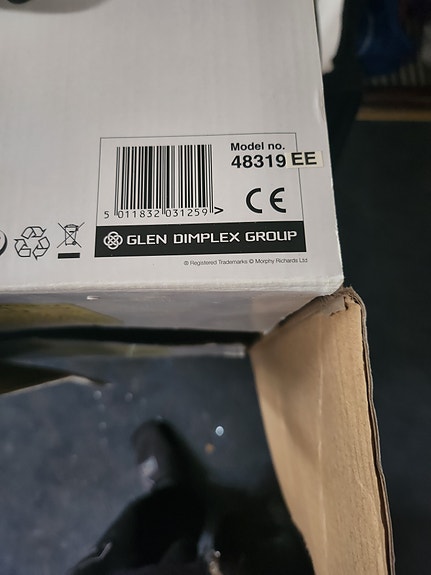 Model no.
48319 EE
5 011832 031259 >
CE
GLEN DIMPLEX GROUP
® Registered Trademarks © Morphy Richards Ltd